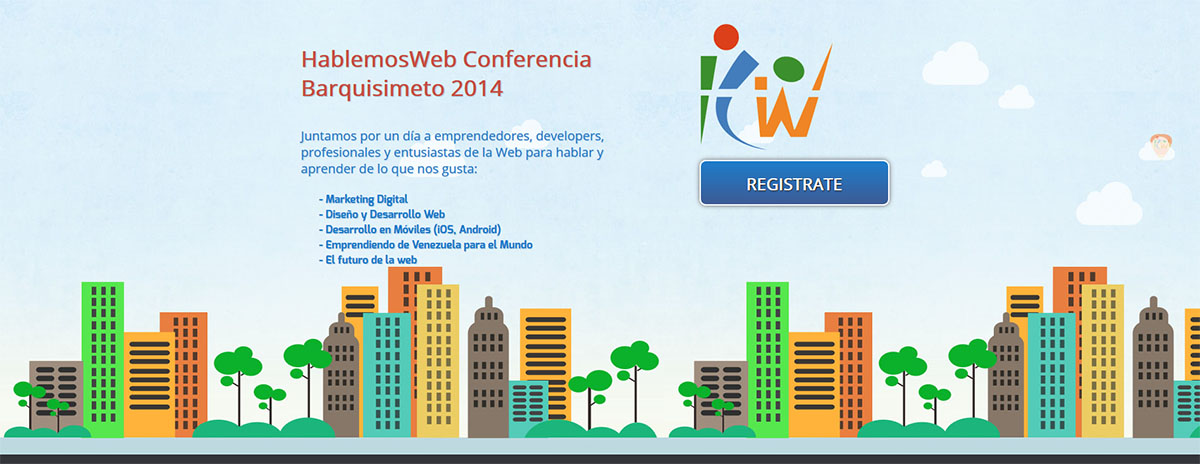 HablemosWeb Conferencia
Barquisimeto 2014
Juntamos por un día a emprendedores, developers,
profesionales y entusiastas de la Web para hablar y
aprender de lo que nos gusta:
- Marketing Digital
- Diseño y Desarrollo Web
- Desarrollo en Móviles (iOS, Android)
- Emprendiendo de Venezuela para el Mundo
- El futuro de la web
REGISTRATE